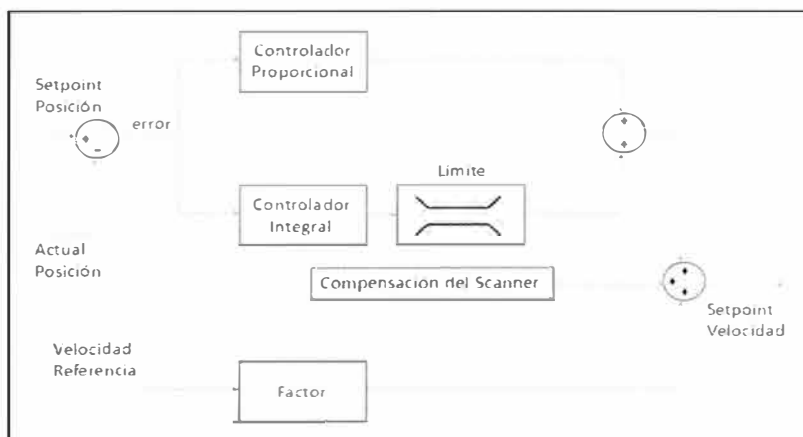 Controlador
Proporcional
Setpoint
Posición
error
Limite
Controlador
Integral
Actual
Posición
Compensación del Scanner
Setpoint
Velocidad
Velocidad
Referencia
Factor